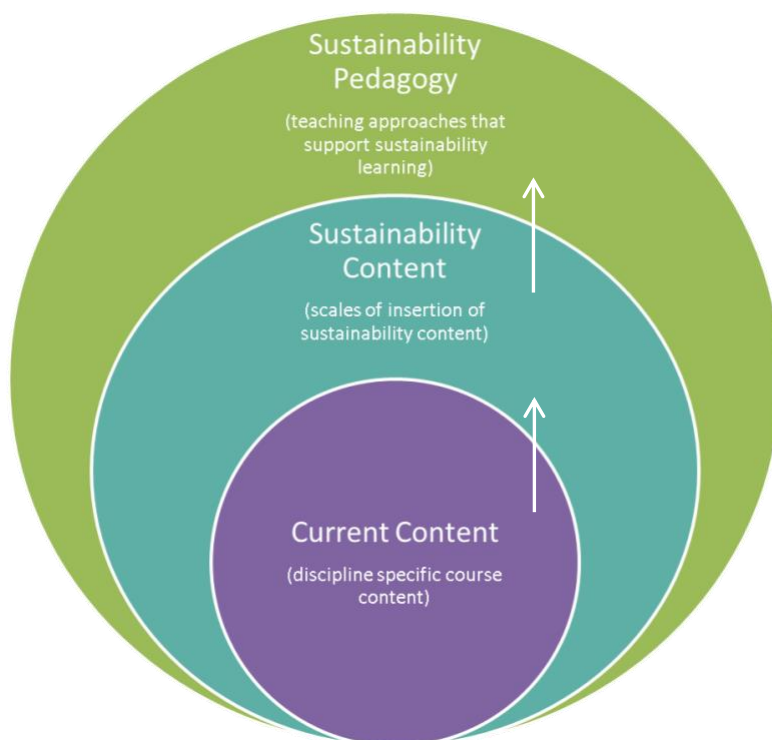 Sustainability
Pedagogy
(teaching approaches that
support sustainability
learning)
Sustainability
Content
(scales of insertion of
sustainability content)
Current Content
(discipline specific course
content)